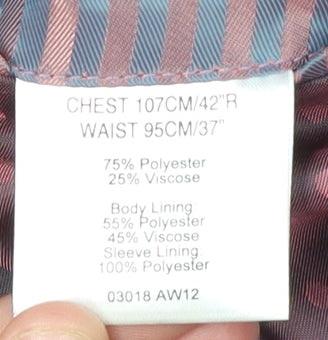 CHEST 107CM/42"R
WAIST 95CM/37"
75% Polyester
25% Viscose
Body Lining:
55% Polyester
45% Viscose
Sleeve Lining:
100% Polyester
03018 AW12